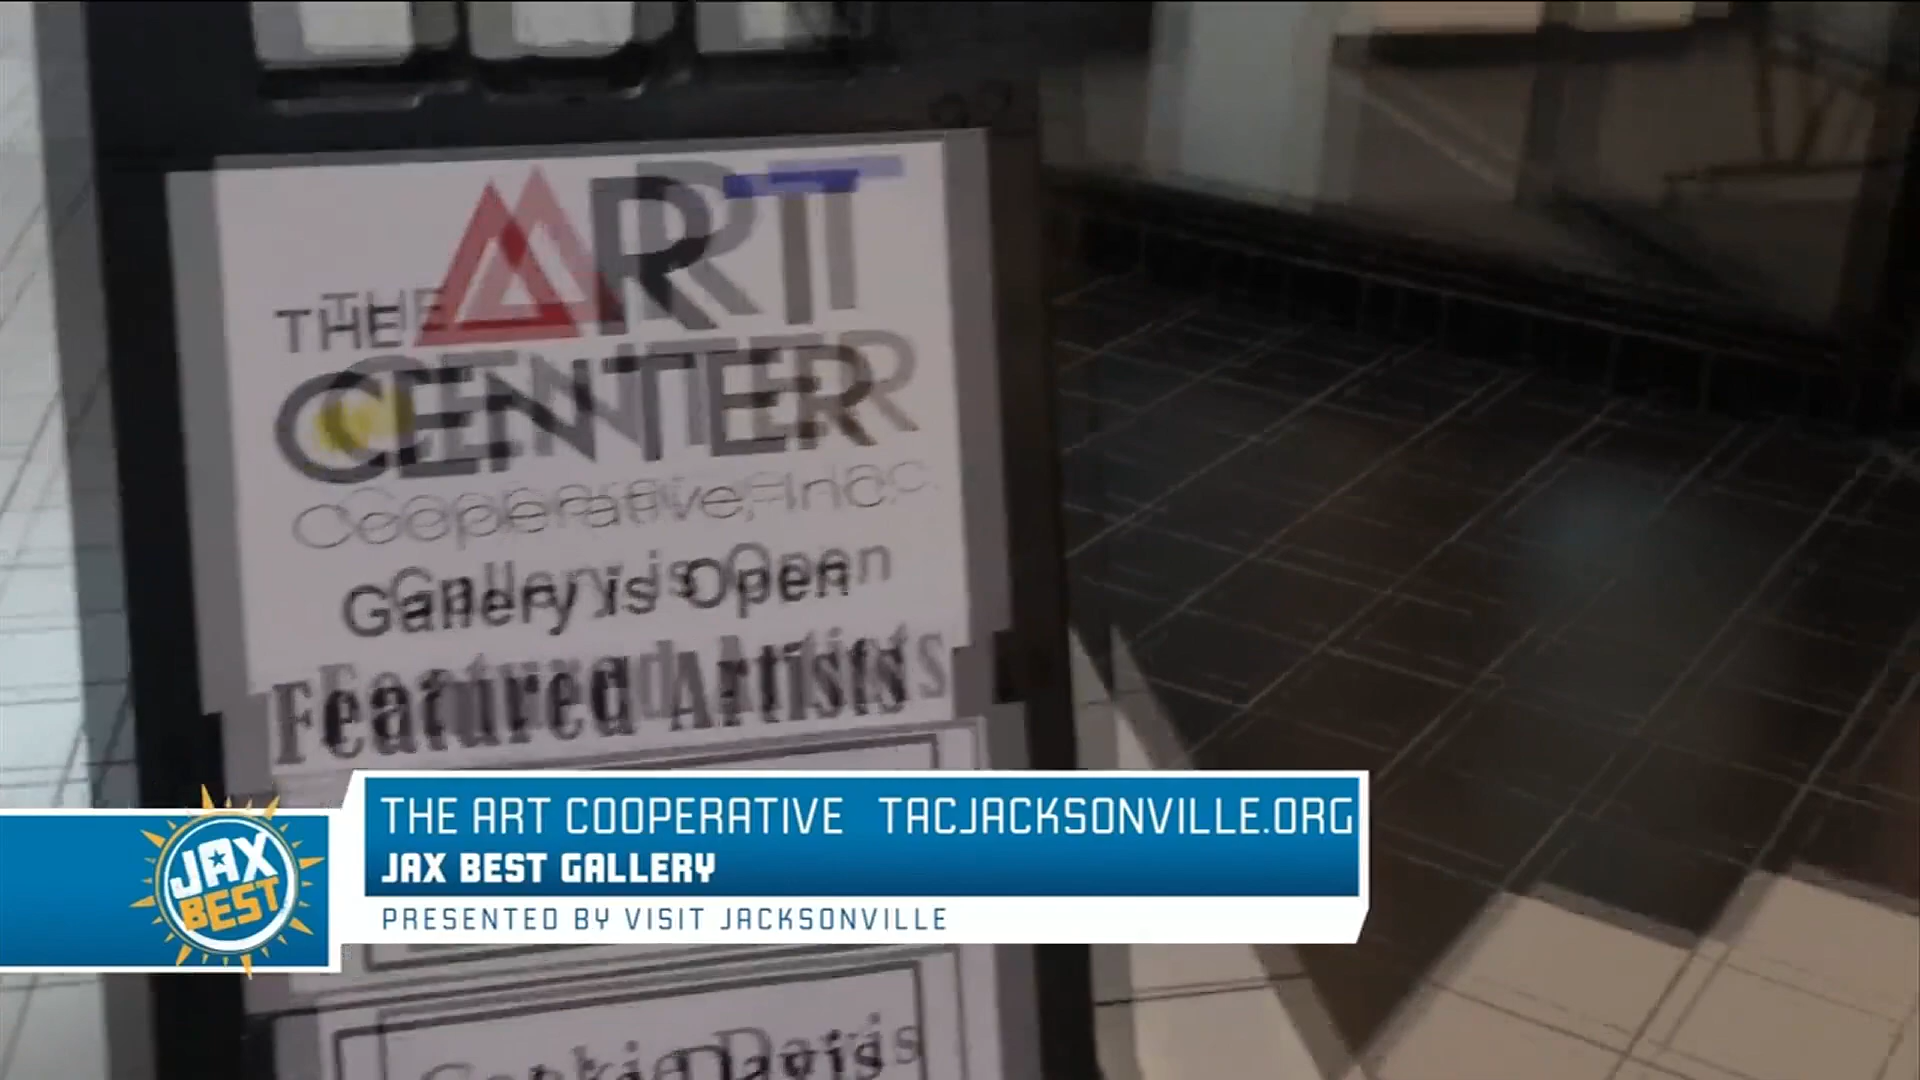 THE ART
CENTER
Cooperative, Inc.
Gallery is Open
Featured Artists
THE ART COOPERATIVE TACJACKSONVILLE.ORG
JAX BEST GALLERY
PRESENTED BY VISIT JACKSONVILLE
JAX
BEST
Davis